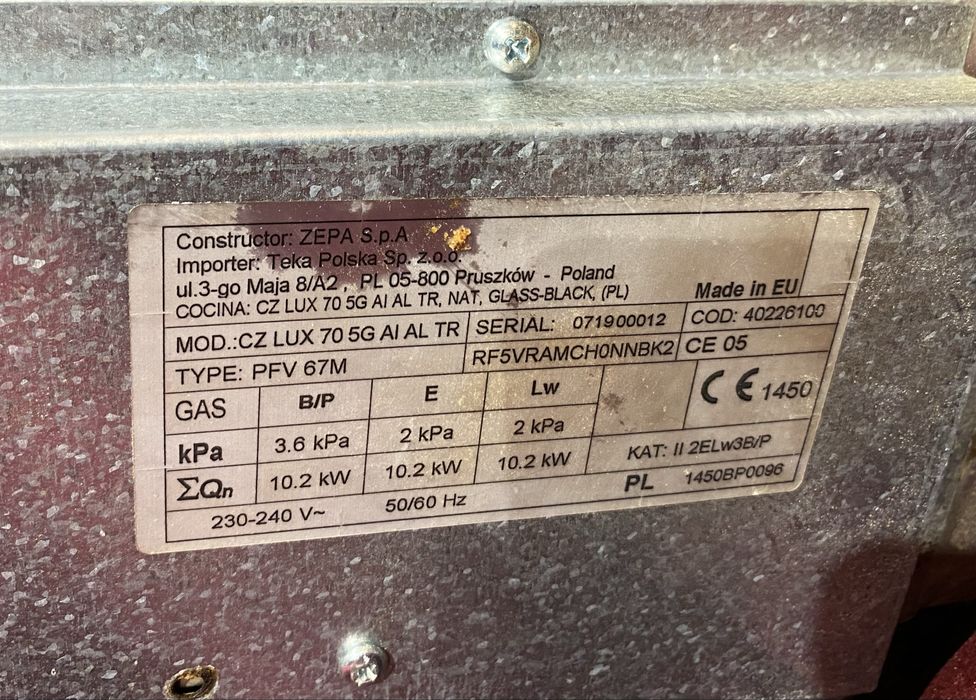 Constructor: ZEPA S.p.A
Importer: Teka Polska Sp. z.o.o.
ul.3-go Maja 8/A2 , PL 05-800 Pruszków - Poland
COCINA: CZ LUX 70 5G AI AL TR, NAT, GLASS-BLACK, (PL) Made in EU
MOD.:CZ LUX 70 5G AI AL TR SERIAL: 071900012 COD: 40226100
TYPE: PFV 67M RF5VRAMCH0NNBK2 CE 05
GAS B/P E Lw CE 1450
kPa 3.6 kPa 2 kPa 2 kPa KAT: II 2ELw3B/P
ΣQn 10.2 kW 10.2 kW 10.2 kW PL 1450BP0096
230-240 V~ 50/60 Hz